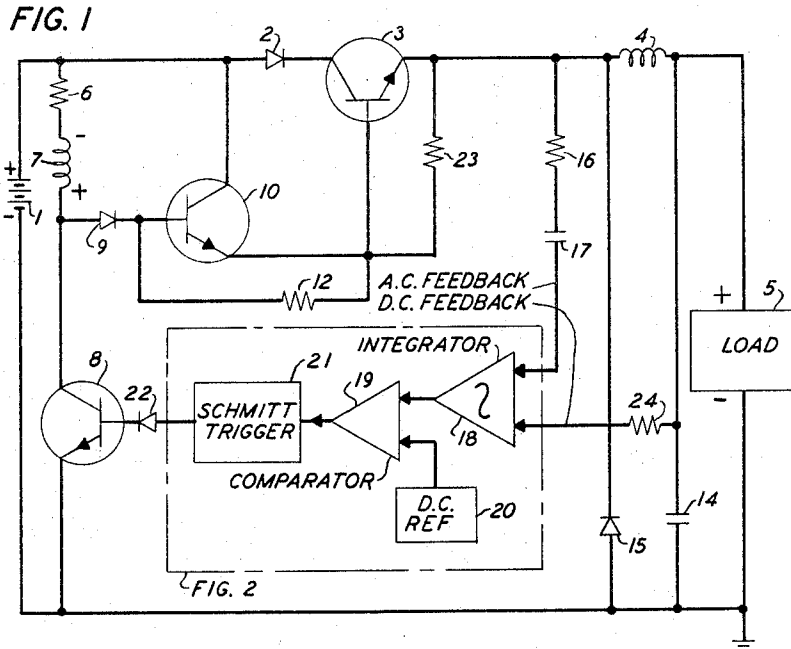 FIG. 1
2
3
4
6
- 
7
+
+
1
-
9
10
23
16
17
12
A.C. FEEDBACK
D.C. FEEDBACK
+
5
LOAD
-
INTEGRATOR
8
22
21
SCHMITT
TRIGGER
19
18
24
COMPARATOR
D.C.
REF
20
14
15
FIG. 2